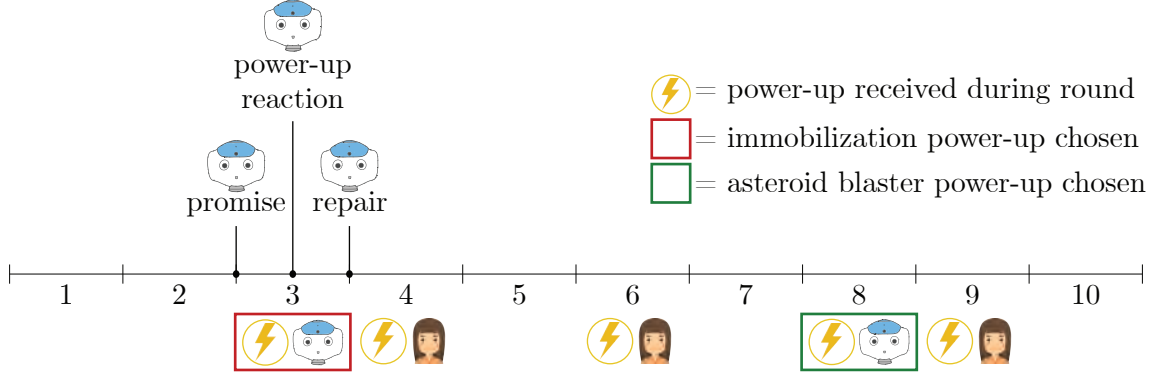 power-up
reaction
promise
repair
= power-up received during round
= immobilization power-up chosen
= asteroid blaster power-up chosen
1 2 3 4 5 6 7 8 9 10